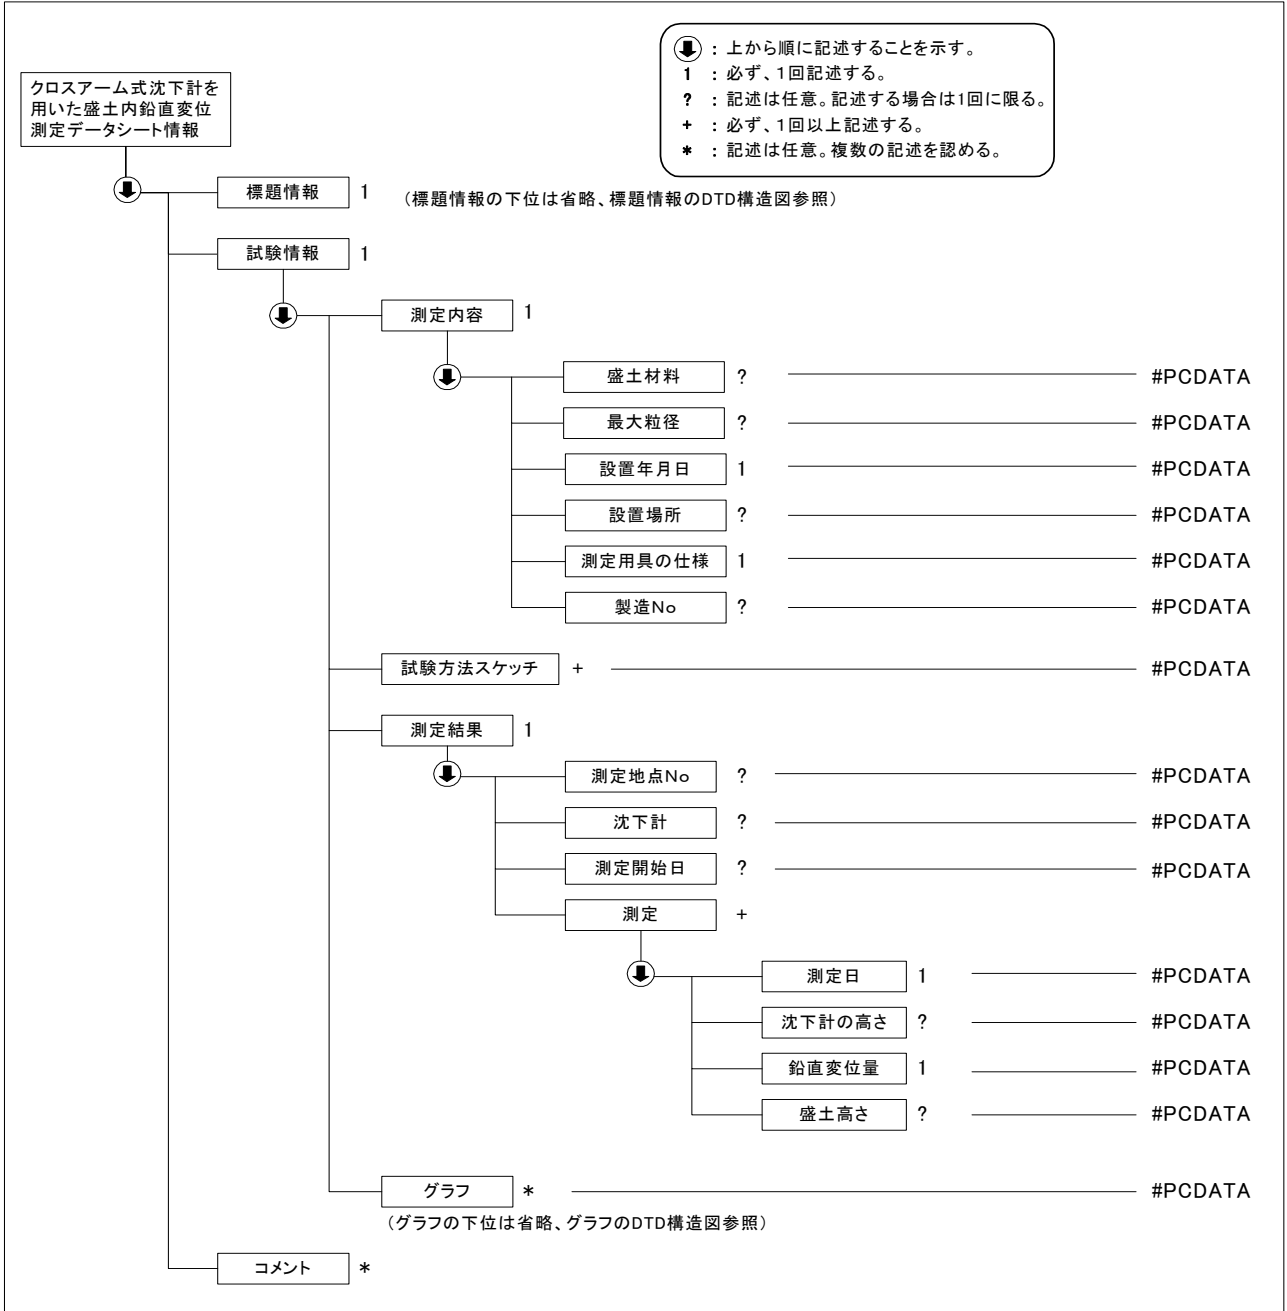 : 上から順に記述することを示す。
1 : 必ず、1回記述する。
? : 記述は任意。記述する場合は1回に限る。
+ : 必ず、1回以上記述する。
* : 記述は任意。複数の記述を認める。
クロスアーム式沈下計を
用いた盛土内鉛直変位
測定データシート情報
標題情報 1 (標題情報の下位は省略、標題情報のDTD構造図参照)
試験情報 1
測定内容 1
盛土材料 ? #PCDATA
最大粒径 ? #PCDATA
設置年月日 1 #PCDATA
設置場所 ? #PCDATA
測定用具の仕様 1 #PCDATA
製造No ? #PCDATA
試験方法スケッチ + #PCDATA
測定結果 1
測定地点No ? #PCDATA
沈下計 ? #PCDATA
測定開始日 ? #PCDATA
測定 +
測定日 1 #PCDATA
沈下計の高さ ? #PCDATA
鉛直変位量 1 #PCDATA
盛土高さ ? #PCDATA
グラフ * #PCDATA
(グラフの下位は省略、グラフのDTD構造図参照)
コメント *